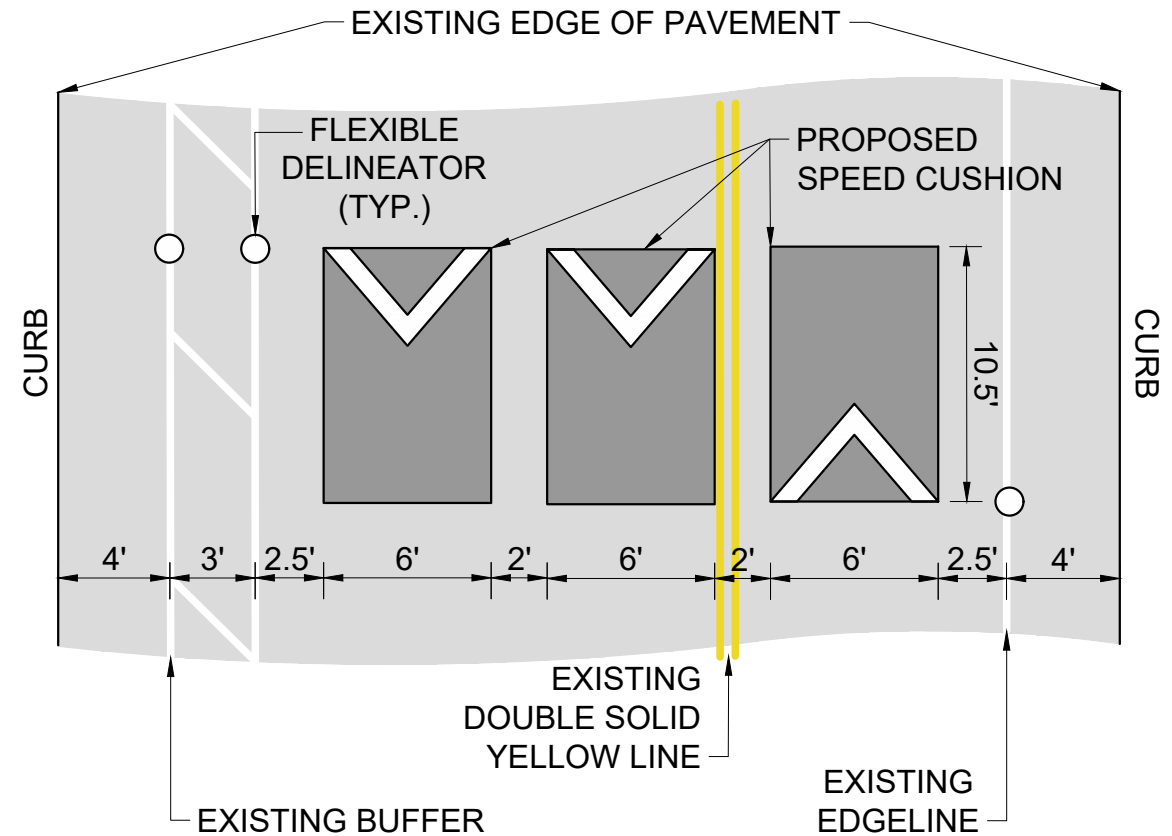 EXISTING EDGE OF PAVEMENT
FLEXIBLE
DELINEATOR
(TYP.)
PROPOSED
SPEED CUSHION
CURB
CURB
10.5'
4'
3'
2.5'
6'
2'
6'
2'
6'
2.5'
4'
EXISTING
DOUBLE SOLID
YELLOW LINE
EXISTING BUFFER
EXISTING
EDGELINE